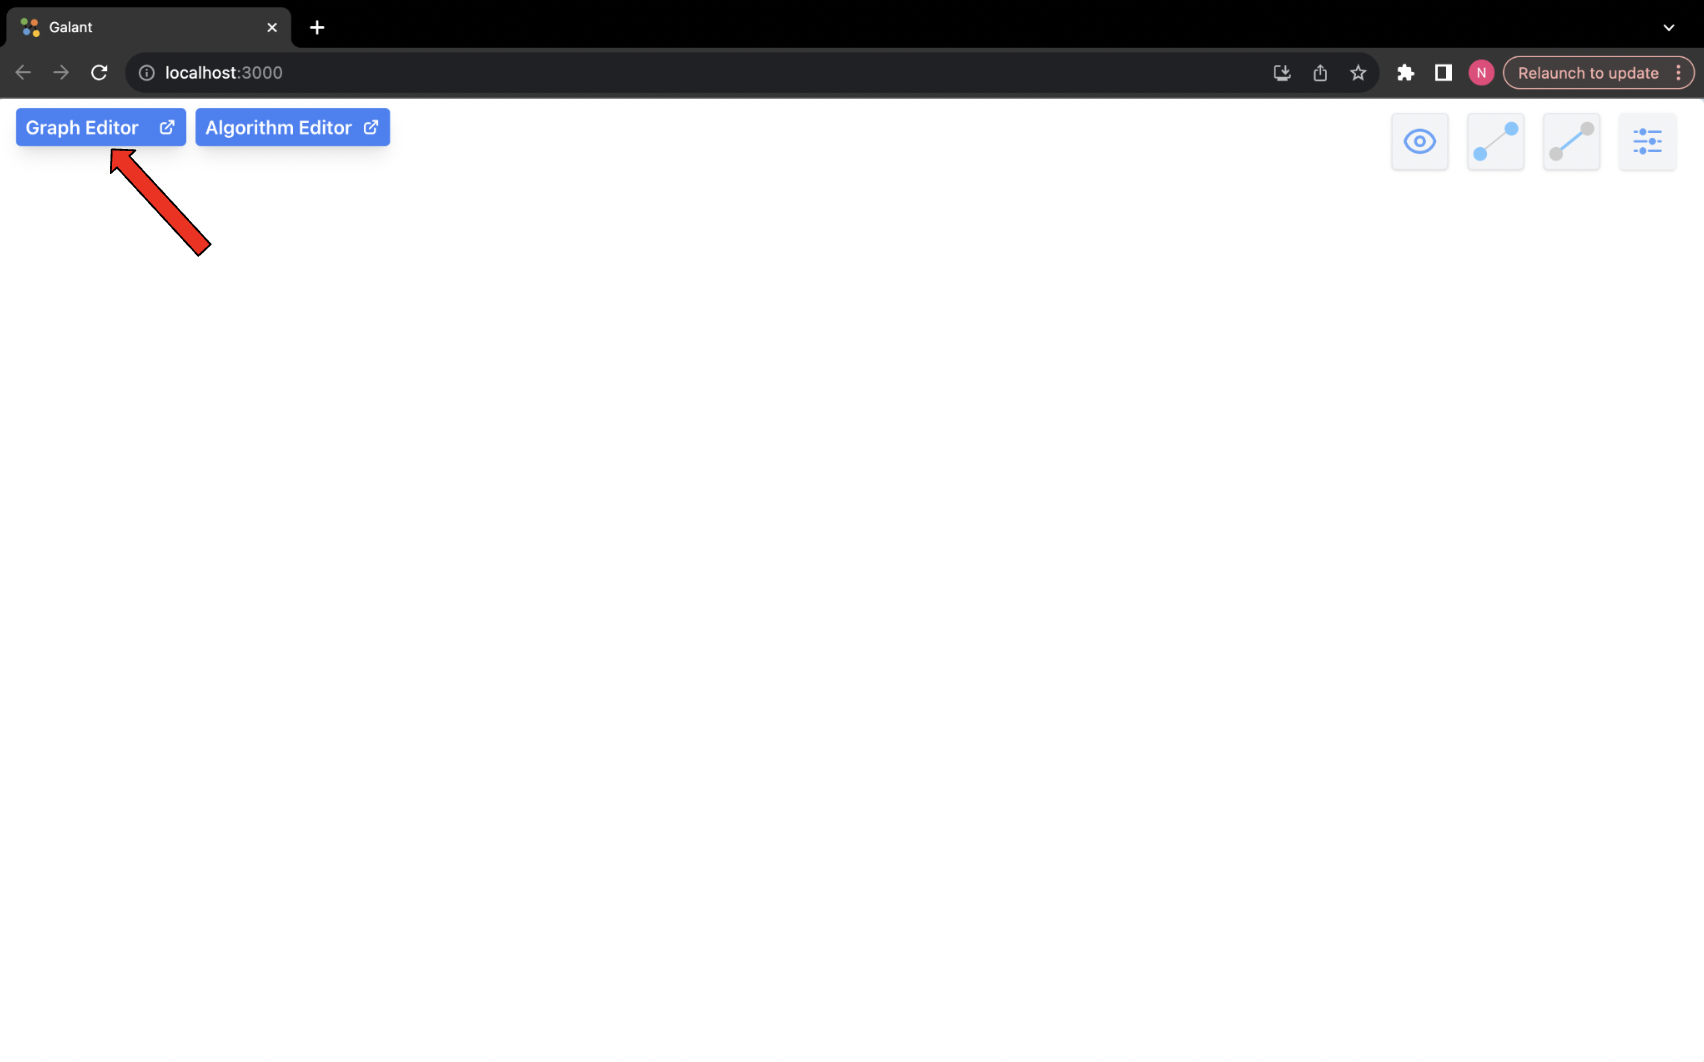 Galant
localhost:3000
N
Relaunch to update
Graph Editor
Algorithm Editor